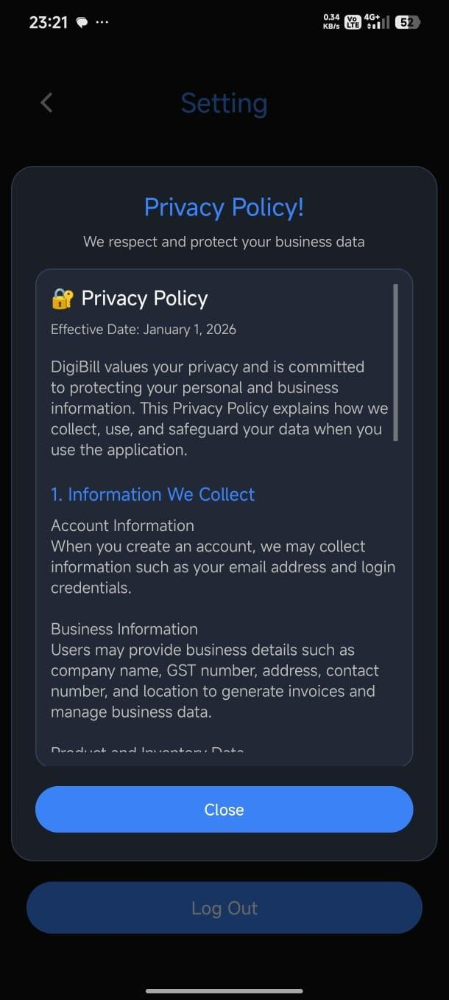 23:21 ...
0.34 KB/s Vo LTE 4G+ 52
Setting
Privacy Policy!
We respect and protect your business data
🔐 Privacy Policy
Effective Date: January 1, 2026
DigiBill values your privacy and is committed
to protecting your personal and business
information. This Privacy Policy explains how we
collect, use, and safeguard your data when you
use the application.
1. Information We Collect
Account Information
When you create an account, we may collect
information such as your email address and login
credentials.
Business Information
Users may provide business details such as
company name, GST number, address, contact
number, and location to generate invoices and
manage business data.
Product and Inventory Data
Close
Log Out